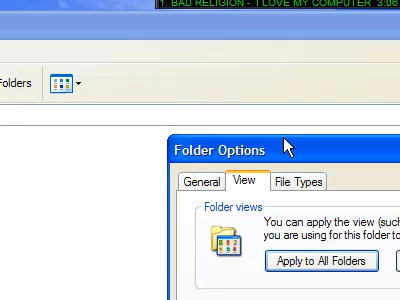 1. BAD RELIGION - I LOVE MY COMPUTER 3:06
Folders
Folder Options
General View File Types
Folder views
You can apply the view (such
you are using for this folder to
Apply to All Folders